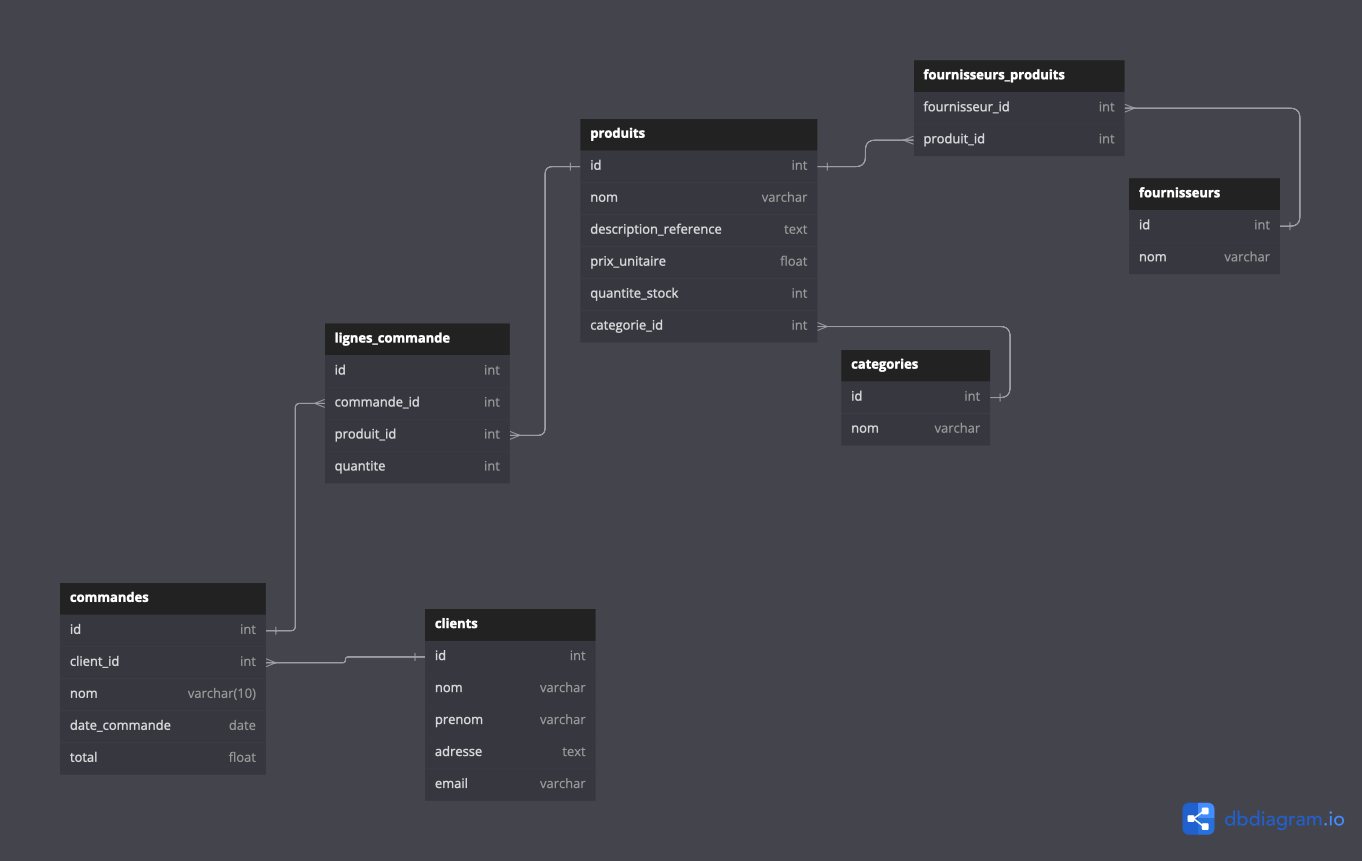 fournisseurs_produits
fournisseur_id int
produit_id int
produits
id int
nom varchar
description_reference text
prix_unitaire float
quantite_stock int
categorie_id int
fournisseurs
id int
nom varchar
lignes_commande
id int
commande_id int
produit_id int
quantite int
categories
id int
nom varchar
commandes
id int
client_id int
nom varchar(10)
date_commande date
total float
clients
id int
nom varchar
prenom varchar
adresse text
email varchar
dbdiagram.io